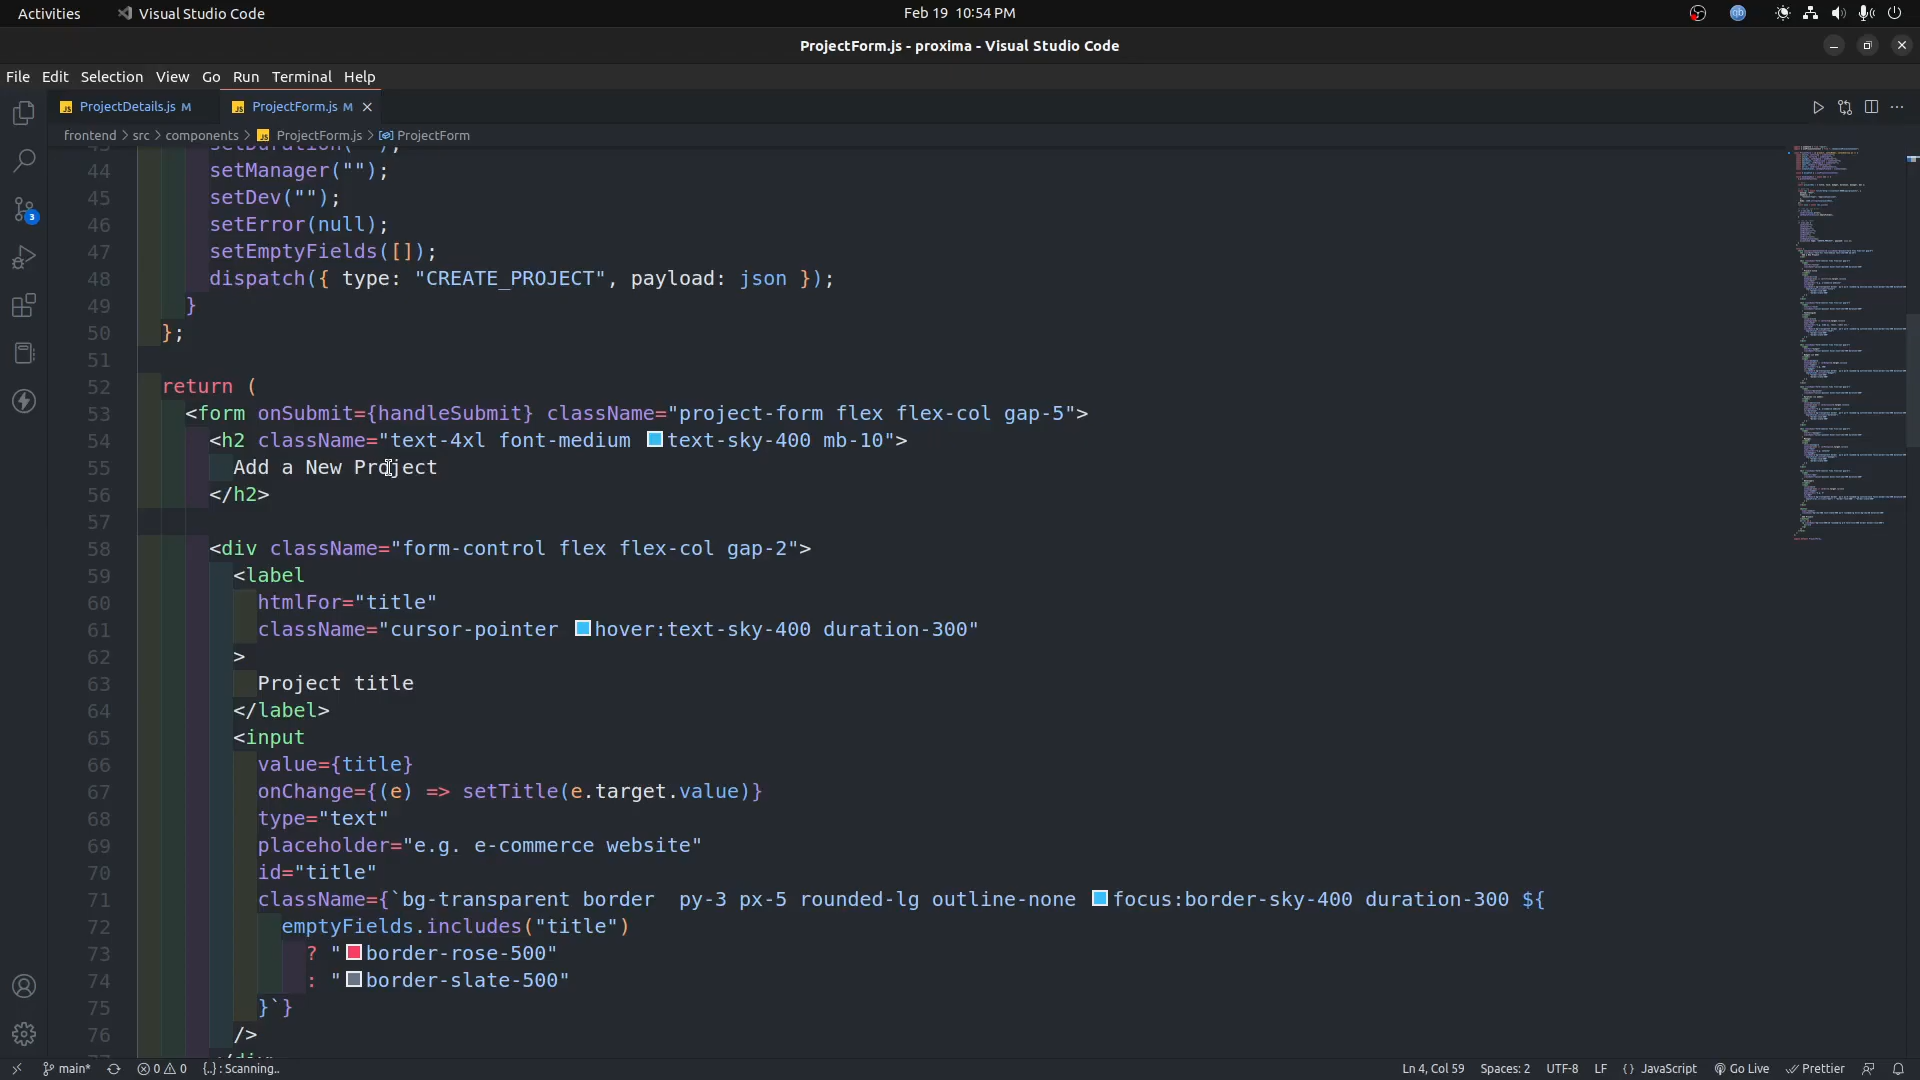 Activities
Visual Studio Code
Feb 19 10:54 PM
qb
ProjectForm.js - proxima - Visual Studio Code
File Edit Selection View Go Run Terminal Help
JS ProjectDetails.js M
JS ProjectForm.js M
frontend > src > components > JS ProjectForm.js > ProjectForm
44 setManager("");
45 setDev("");
46 setError(null);
47 setEmptyFields([]);
48 dispatch({ type: "CREATE_PROJECT", payload: json });
49 }
50 };
51
52 return (
53 <form onSubmit={handleSubmit} className="project-form flex flex-col gap-5">
54 <h2 className="text-4xl font-medium text-sky-400 mb-10">
55 Add a New Project
56 </h2>
57
58 <div className="form-control flex flex-col gap-2">
59 <label
60 htmlFor="title"
61 className="cursor-pointer hover:text-sky-400 duration-300"
62 >
63 Project title
64 </label>
65 <input
66 value={title}
67 onChange={(e) => setTitle(e.target.value)}
68 type="text"
69 placeholder="e.g. e-commerce website"
70 id="title"
71 className={`bg-transparent border  py-3 px-5 rounded-lg outline-none focus:border-sky-400 duration-300 ${
72 emptyFields.includes("title")
73 ? "border-rose-500"
74 : "border-slate-500"
75 }`}
76 />
3
main* 0 0 {..} : Scanning.. Ln 4, Col 59 Spaces: 2 UTF-8 LF {} JavaScript Go Live Prettier